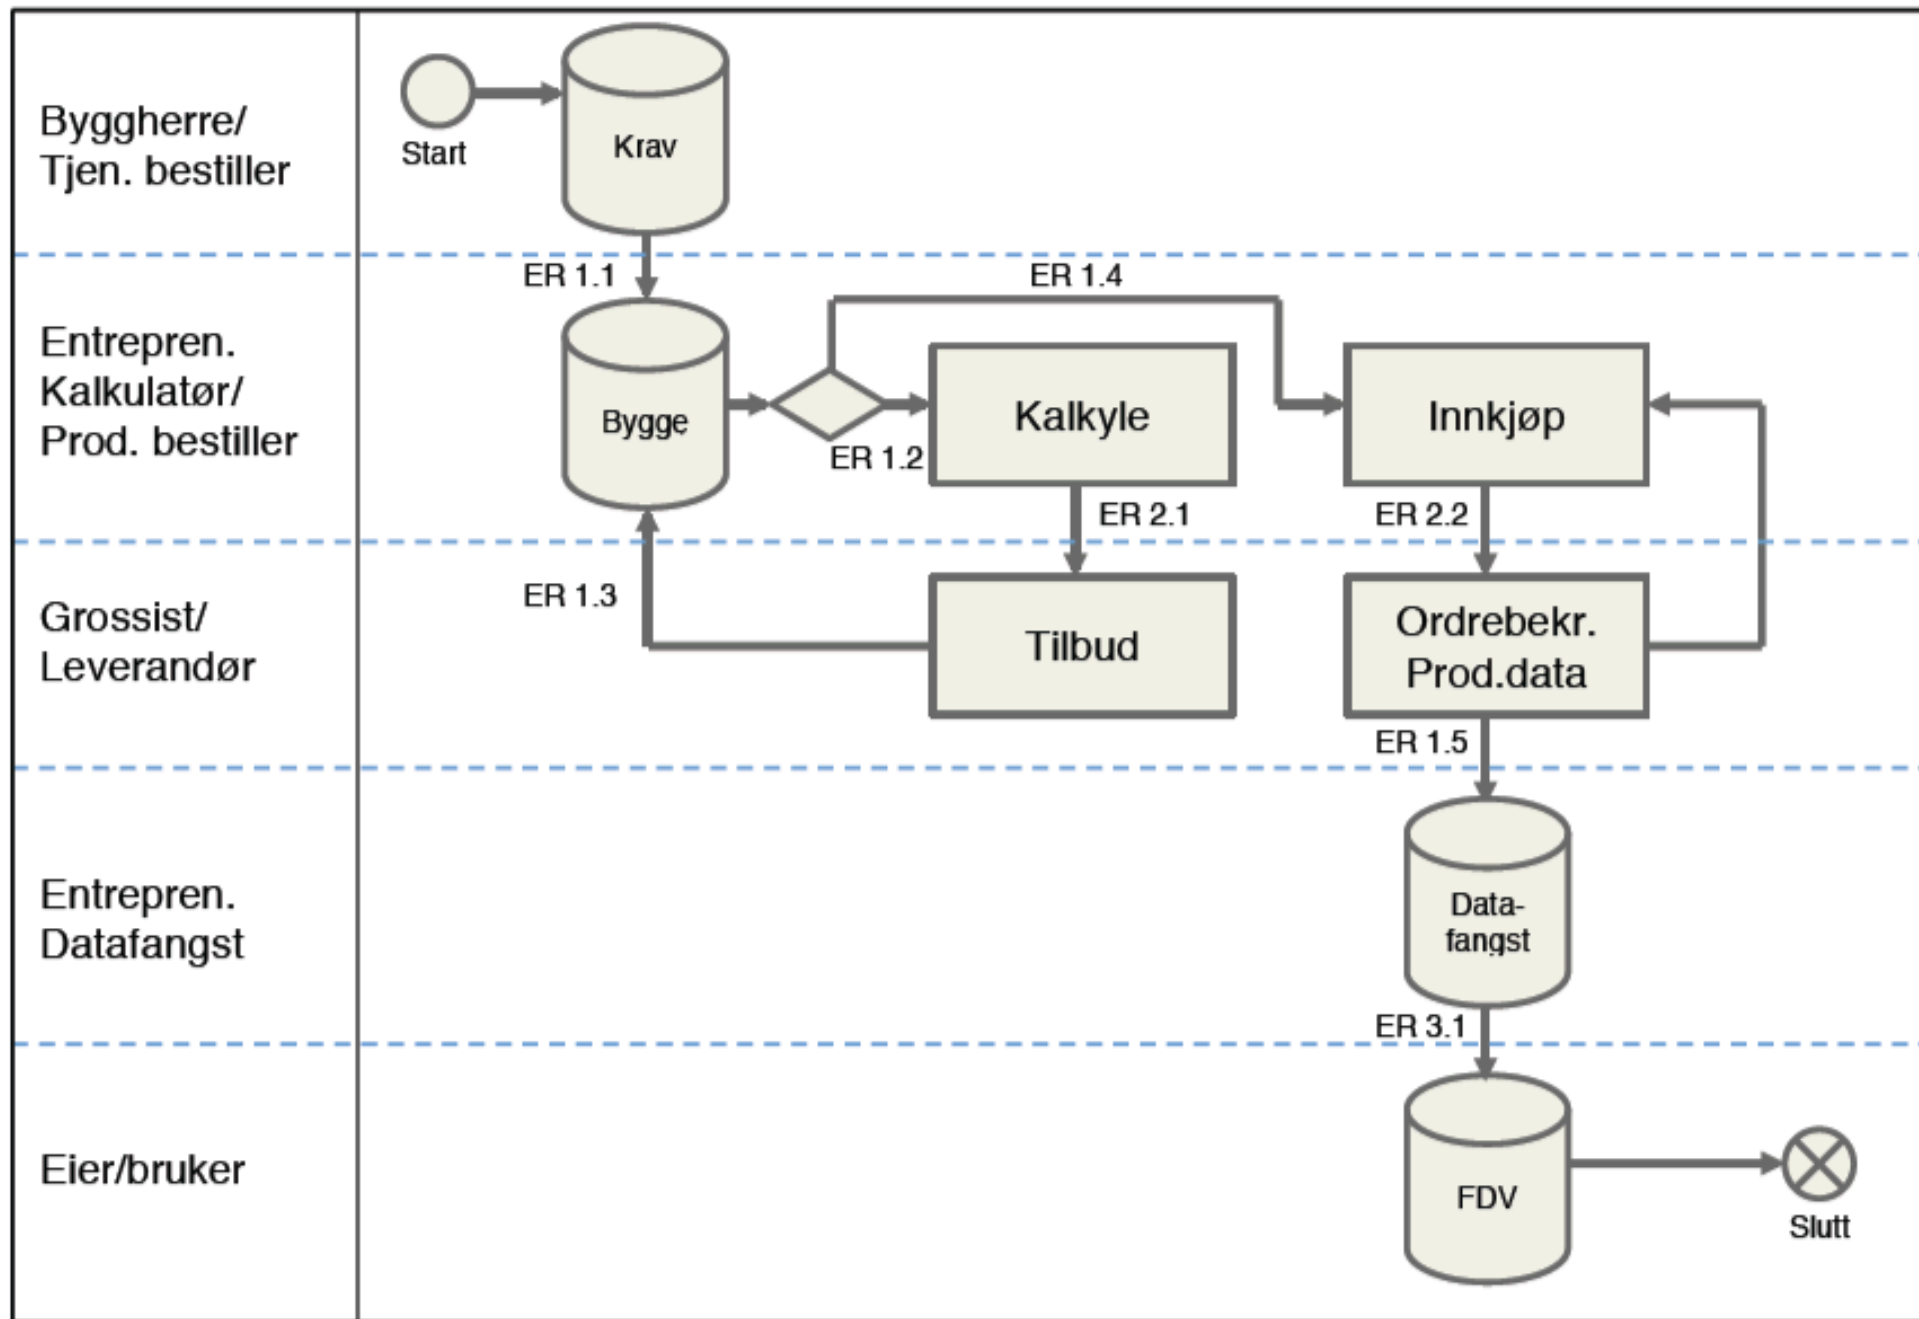 Byggherre/
Tjen. bestiller
Start
Krav
ER 1.1
ER 1.4
Entrepren.
Kalkulatør/
Prod. bestiller
Bygge
ER 1.2
Kalkyle
Innkjøp
ER 2.1
ER 2.2
Grossist/
Leverandør
ER 1.3
Tilbud
Ordrebekr.
Prod.data
ER 1.5
Entrepren.
Datafangst
Data-
fangst
ER 3.1
Eier/bruker
FDV
Slutt